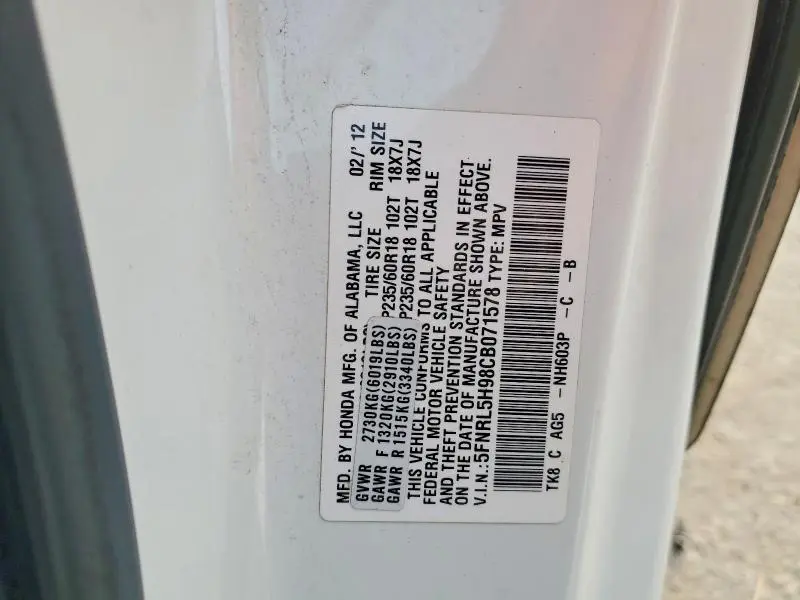 MFD. BY HONDA MFG. OF ALABAMA, LLC 02/' 12
TIRE SIZE RIM SIZE
GVWR 2730KG(6019LBS)
GAWR F 1320KG(2910LBS) P235/60R18 102T 18X7J
GAWR R 1515KG(3340LBS) P235/60R18 102T 18X7J
THIS VEHICLE CONFORMS TO ALL APPLICABLE
FEDERAL MOTOR VEHICLE SAFETY
AND THEFT PREVENTION STANDARDS IN EFFECT
ON THE DATE OF MANUFACTURE SHOWN ABOVE.
V.I.N.:5FNRL5H98CB071578 TYPE: MPV
TK8 C AG5 -NH603P -C -B